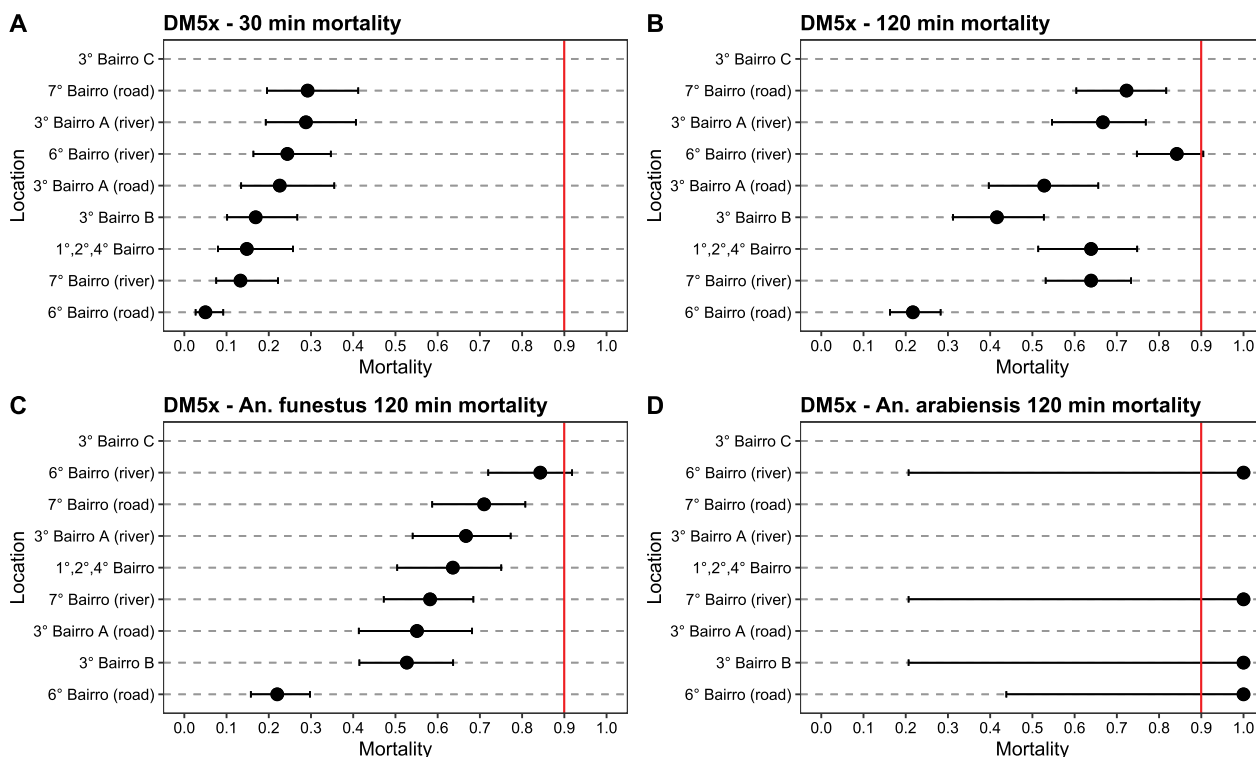 A
DM5x - 30 min mortality
Location
3° Bairro C
7° Bairro (road)
3° Bairro A (river)
6° Bairro (river)
3° Bairro A (road)
3° Bairro B
1°,2°,4° Bairro
7° Bairro (river)
6° Bairro (road)
0.0 0.1 0.2 0.3 0.4 0.5 0.6 0.7 0.8 0.9 1.0
Mortality
B
DM5x - 120 min mortality
Location
3° Bairro C
7° Bairro (road)
3° Bairro A (river)
6° Bairro (river)
3° Bairro A (road)
3° Bairro B
1°,2°,4° Bairro
7° Bairro (river)
6° Bairro (road)
0.0 0.1 0.2 0.3 0.4 0.5 0.6 0.7 0.8 0.9 1.0
Mortality
C
DM5x - An. funestus 120 min mortality
Location
3° Bairro C
6° Bairro (river)
7° Bairro (road)
3° Bairro A (river)
1°,2°,4° Bairro
7° Bairro (river)
3° Bairro A (road)
3° Bairro B
6° Bairro (road)
0.0 0.1 0.2 0.3 0.4 0.5 0.6 0.7 0.8 0.9 1.0
Mortality
D
DM5x - An. arabiensis 120 min mortality
Location
3° Bairro C
6° Bairro (river)
7° Bairro (road)
3° Bairro A (river)
1°,2°,4° Bairro
7° Bairro (river)
3° Bairro A (road)
3° Bairro B
6° Bairro (road)
0.0 0.1 0.2 0.3 0.4 0.5 0.6 0.7 0.8 0.9 1.0
Mortality